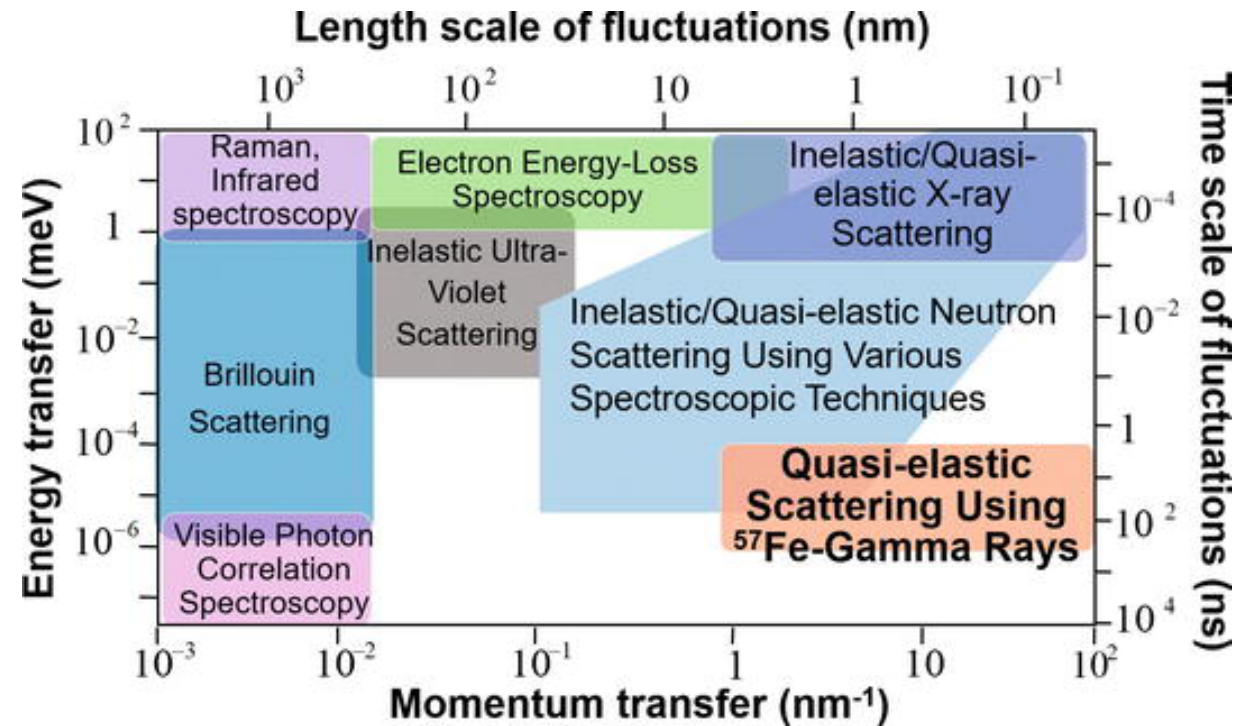 Length scale of fluctuations (nm)
10³ 10² 10 1 10⁻¹
Energy transfer (meV)
10²
1
10⁻²
10⁻⁴
10⁻⁶
Raman,
Infrared
spectroscopy
Electron Energy-Loss
Spectroscopy
Inelastic/Quasi-
elastic X-ray
Scattering
Inelastic Ultra-
Violet
Scattering
Inelastic/Quasi-elastic Neutron
Scattering Using Various
Spectroscopic Techniques
Brillouin
Scattering
Quasi-elastic
Scattering Using
⁵⁷Fe-Gamma Rays
Visible Photon
Correlation
Spectroscopy
10⁻⁴
10⁻²
1
10²
10⁴
Time scale of fluctuations (ns)
10⁻³ 10⁻² 10⁻¹ 1 10 10²
Momentum transfer (nm⁻¹)